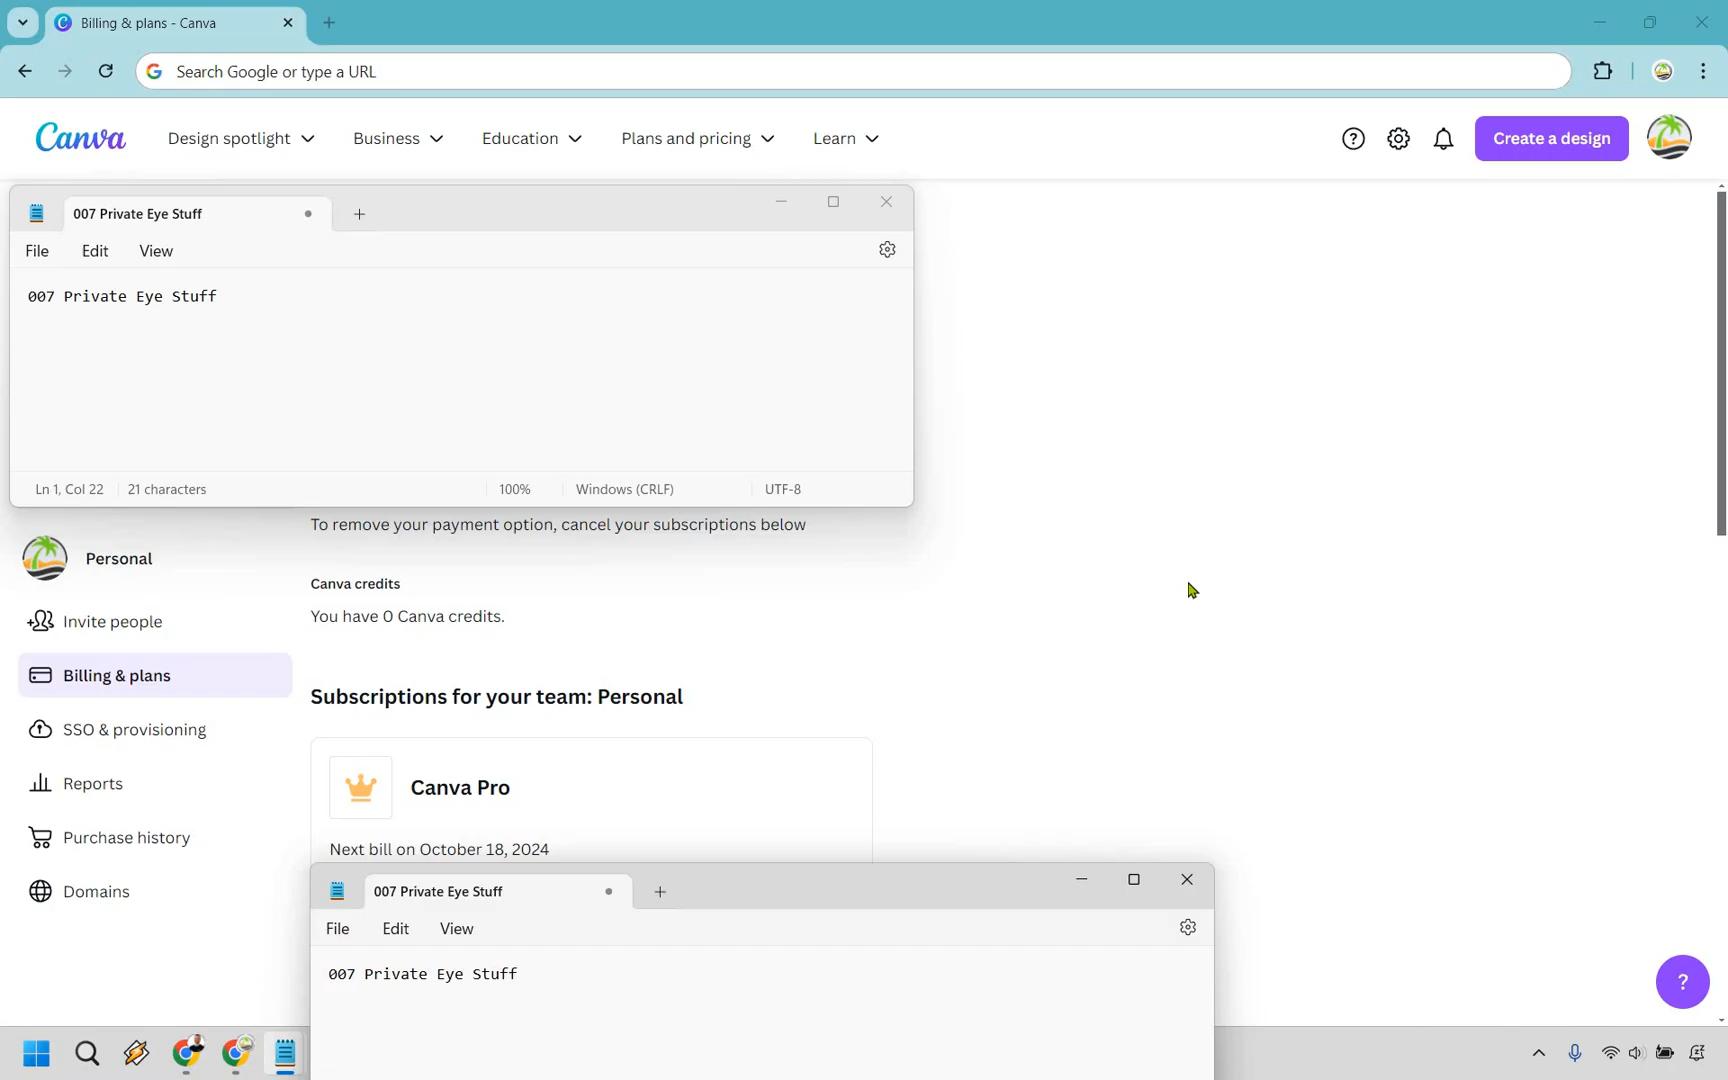 Billing & plans - Canva
Search Google or type a URL
Canva
Design spotlight
Business
Education
Plans and pricing
Learn
Create a design
007 Private Eye Stuff
File
Edit
View
007 Private Eye Stuff
Ln 1, Col 22
21 characters
100%
Windows (CRLF)
UTF-8
To remove your payment option, cancel your subscriptions below
Personal
Canva credits
You have 0 Canva credits.
Invite people
Billing & plans
SSO & provisioning
Reports
Purchase history
Domains
Subscriptions for your team: Personal
Canva Pro
Next bill on October 18, 2024
007 Private Eye Stuff
File
Edit
View
007 Private Eye Stuff
?